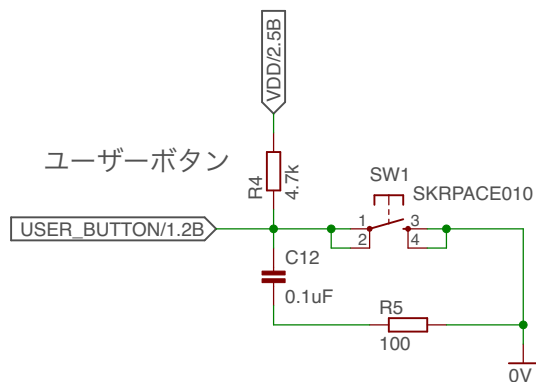 VDD/2.5B
ユーザーボタン
R4
4.7k
SW1
SKRPACE010
USER_BUTTON/1.2B
1
3
2
4
C12
0.1uF
R5
100
0V